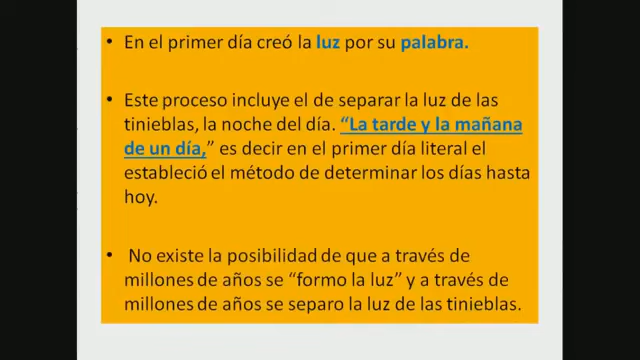 • En el primer día creó la luz por su palabra.
• Este proceso incluye el de separar la luz de las
tinieblas, la noche del día. “La tarde y la mañana
de un día,” es decir en el primer día literal el
estableció el método de determinar los días hasta
hoy.
• No existe la posibilidad de que a través de
millones de años se “formo la luz” y a través de
millones de años se separo la luz de las tinieblas.